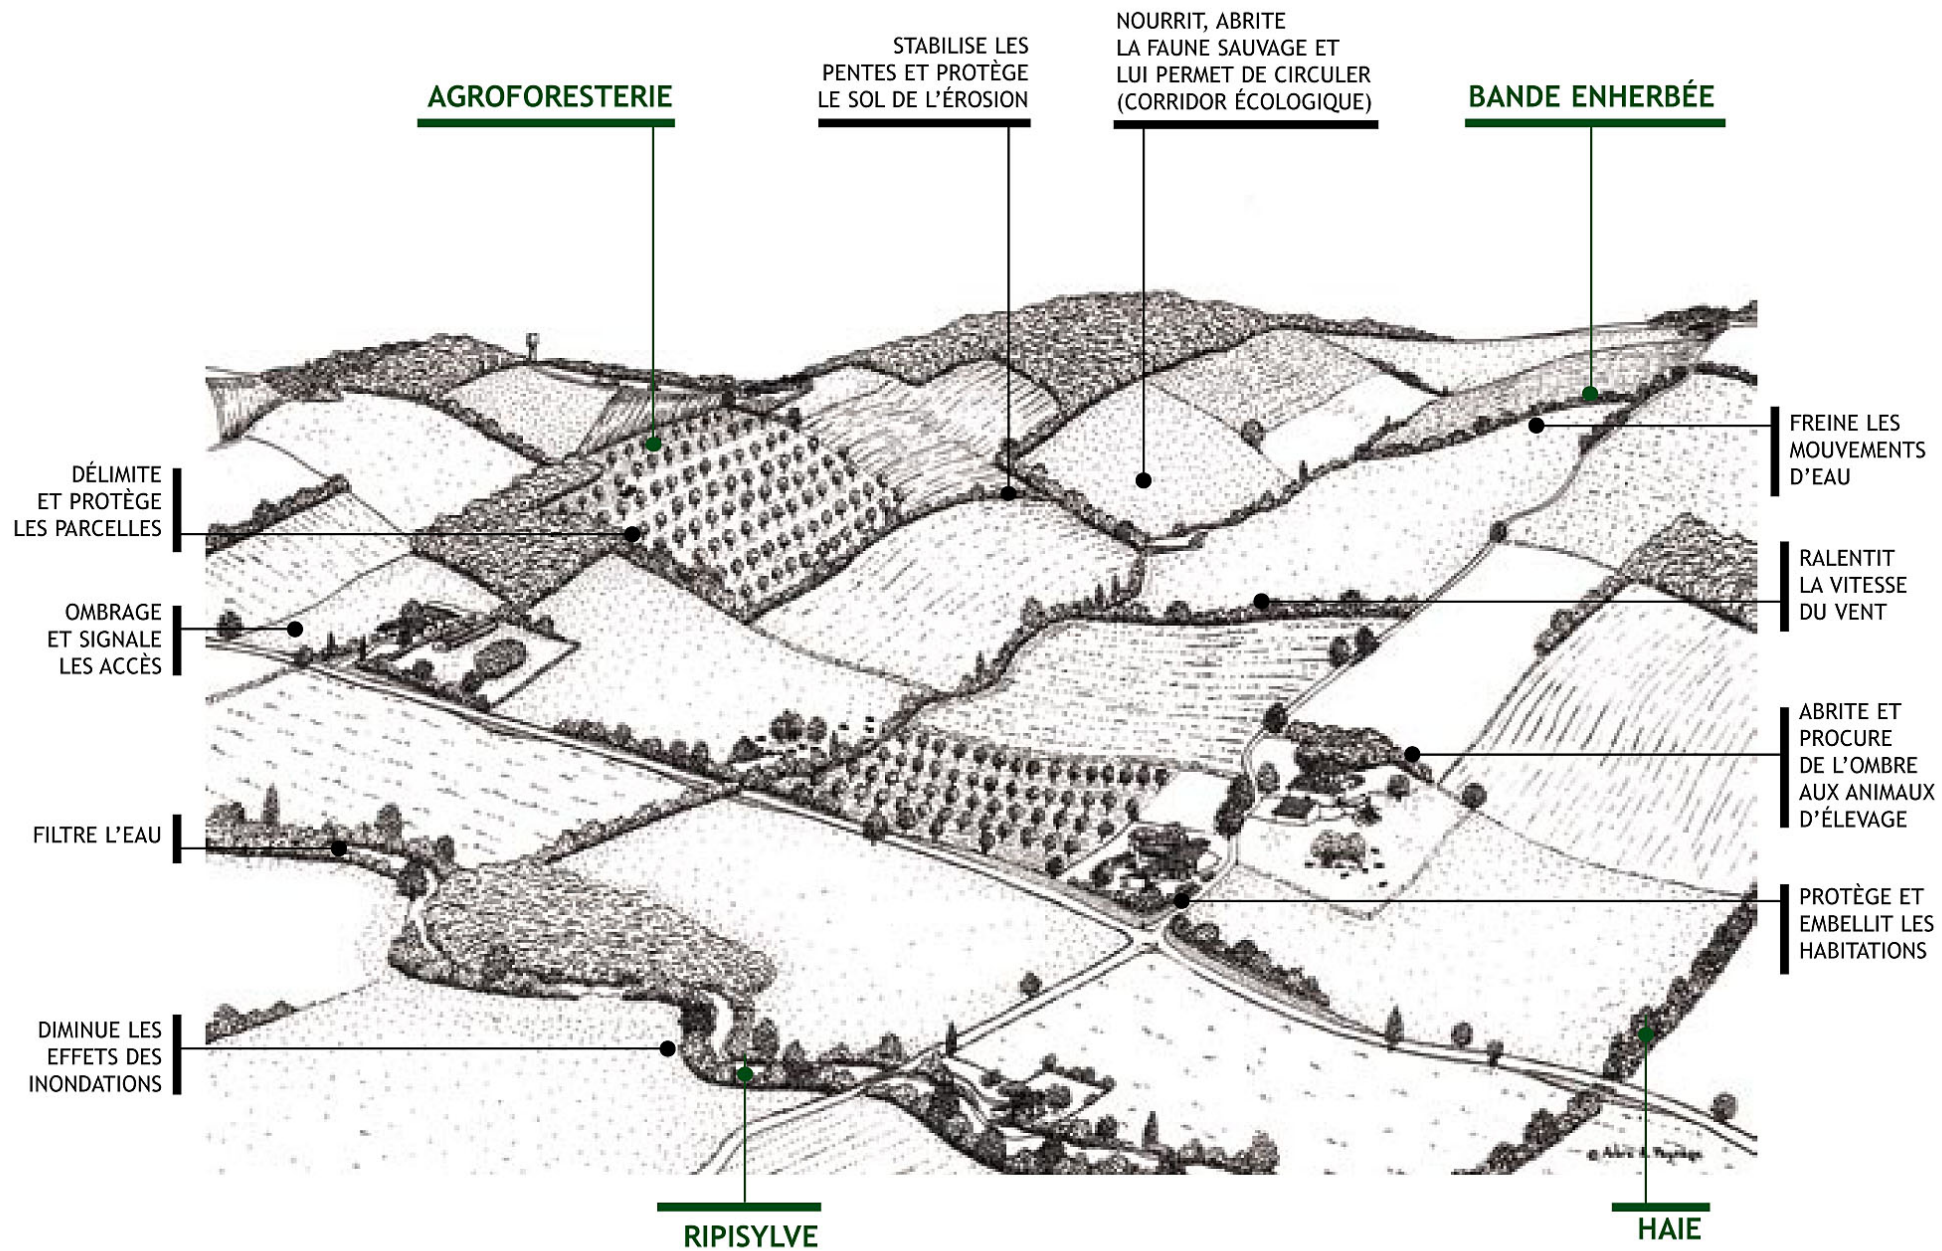 NOURRIT, ABRITE
LA FAUNE SAUVAGE ET
LUI PERMET DE CIRCULER
(CORRIDOR ÉCOLOGIQUE)
STABILISE LES
PENTES ET PROTÈGE
LE SOL DE L'ÉROSION
AGROFORESTERIE
BANDE ENHERBÉE
FREINE LES
MOUVEMENTS
D'EAU
DÉLIMITE
ET PROTÈGE
LES PARCELLES
RALENTIT
LA VITESSE
DU VENT
OMBRAGE
ET SIGNALE
LES ACCÈS
ABRITE ET
PROCURE
DE L'OMBRE
AUX ANIMAUX
D'ÉLEVAGE
FILTRE L'EAU
PROTÈGE ET
EMBELLIT LES
HABITATIONS
DIMINUE LES
EFFETS DES
INONDATIONS
©
RIPISYLVE
HAIE